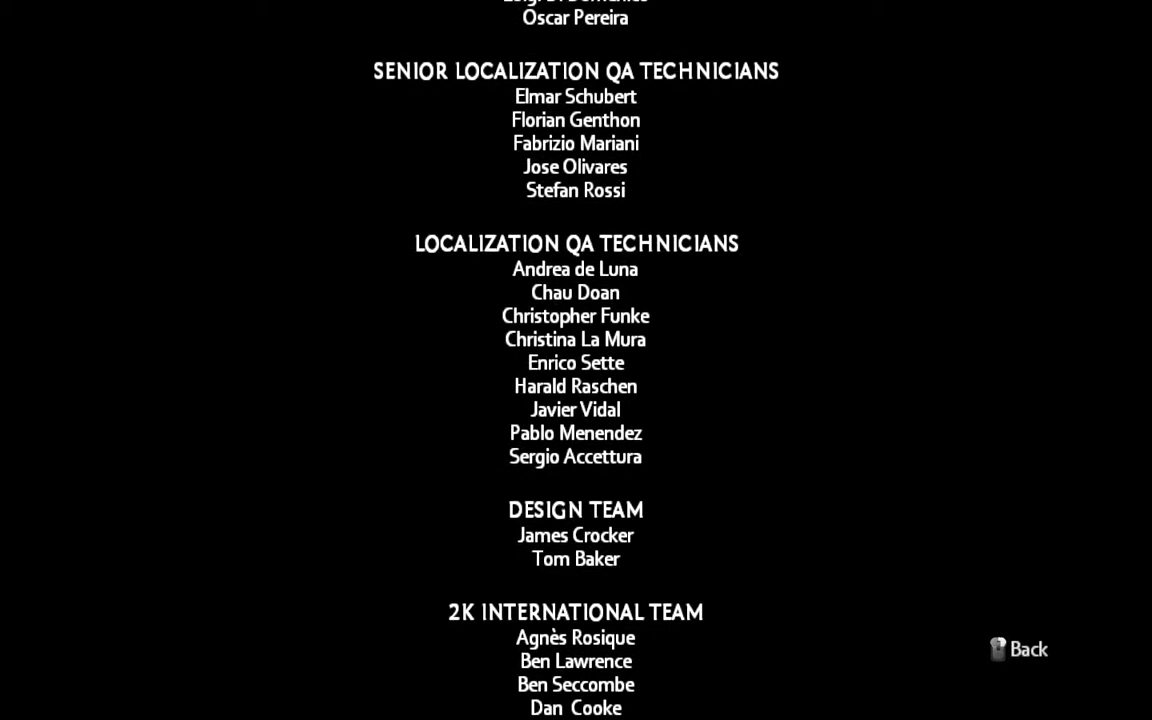 Oscar Pereira
SENIOR LOCALIZATION QA TECHNICIANS
Elmar Schubert
Florian Genthon
Fabrizio Mariani
Jose Olivares
Stefan Rossi
LOCALIZATION QA TECHNICIANS
Andrea de Luna
Chau Doan
Christopher Funke
Christina La Mura
Enrico Sette
Harald Raschen
Javier Vidal
Pablo Menendez
Sergio Accettura
DESIGN TEAM
James Crocker
Tom Baker
2K INTERNATIONAL TEAM
Agnès Rosique
Back
Ben Lawrence
Ben Seccombe
Dan Cooke